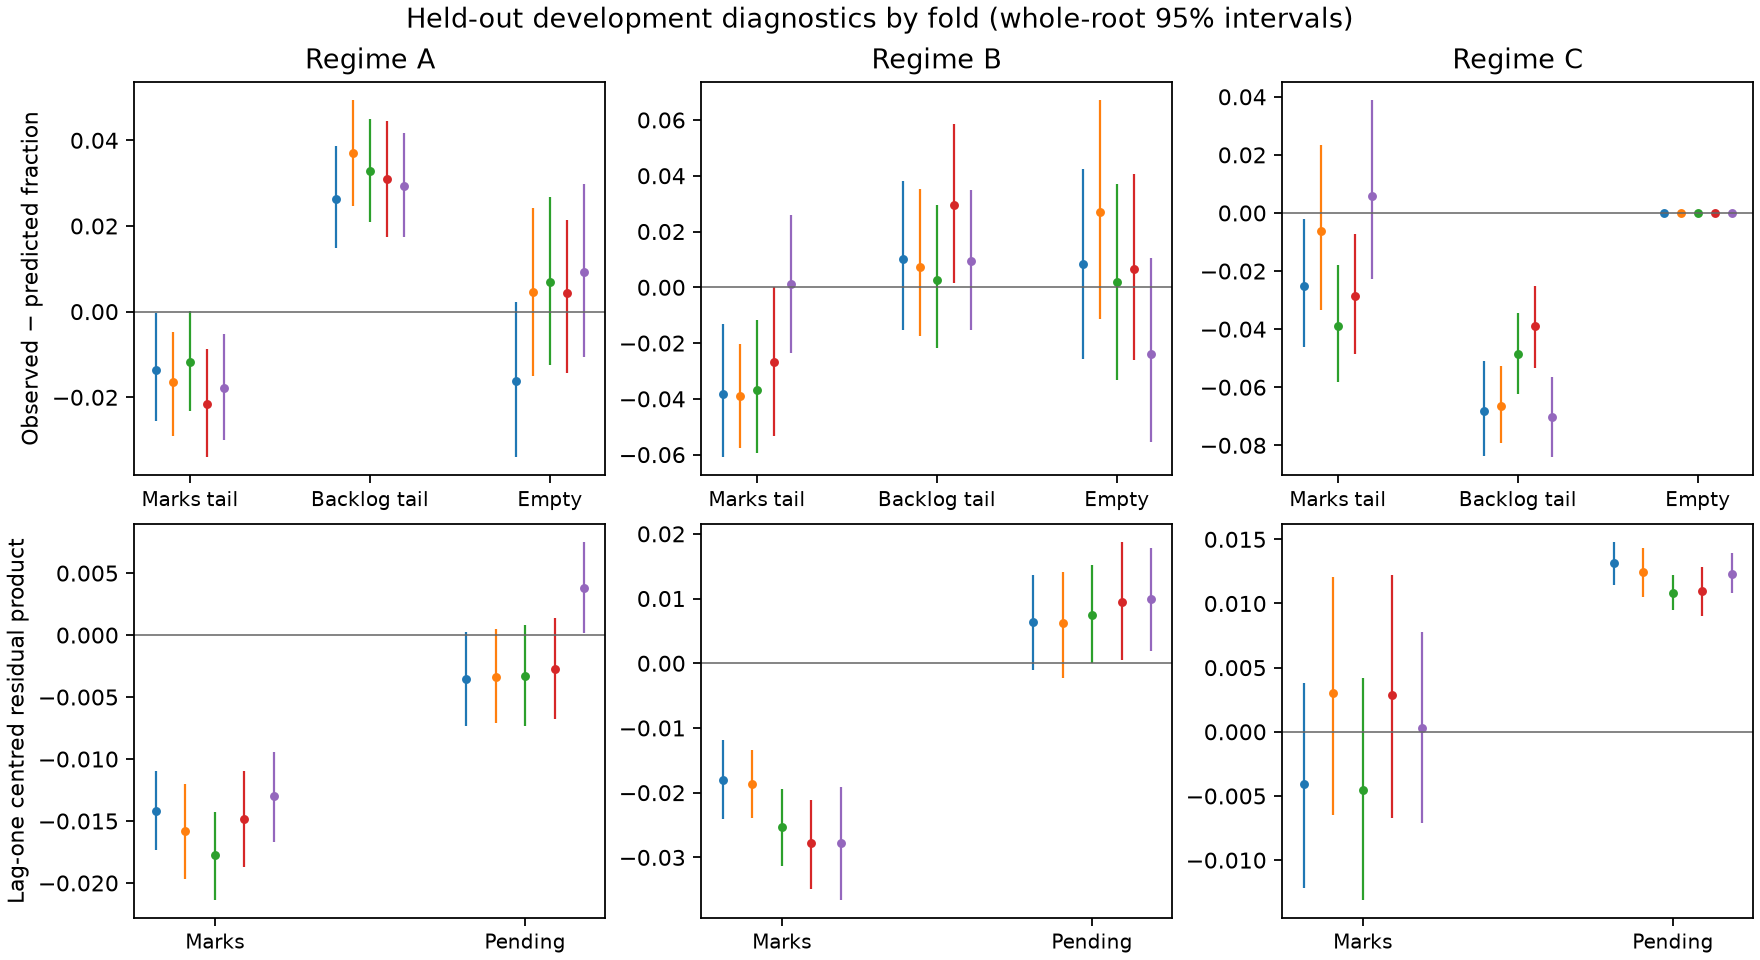 Held-out development diagnostics by fold (whole-root 95% intervals)
Regime A
Regime B
Regime C
Observed − predicted fraction
0.04
0.02
0.00
−0.02
Marks tail
Backlog tail
Empty
0.06
0.04
0.02
0.00
−0.02
−0.04
−0.06
Marks tail
Backlog tail
Empty
0.04
0.02
0.00
−0.02
−0.04
−0.06
−0.08
Marks tail
Backlog tail
Empty
Lag-one centred residual product
0.005
0.000
−0.005
−0.010
−0.015
−0.020
Marks
Pending
0.02
0.01
0.00
−0.01
−0.02
−0.03
Marks
Pending
0.015
0.010
0.005
0.000
−0.005
−0.010
Marks
Pending